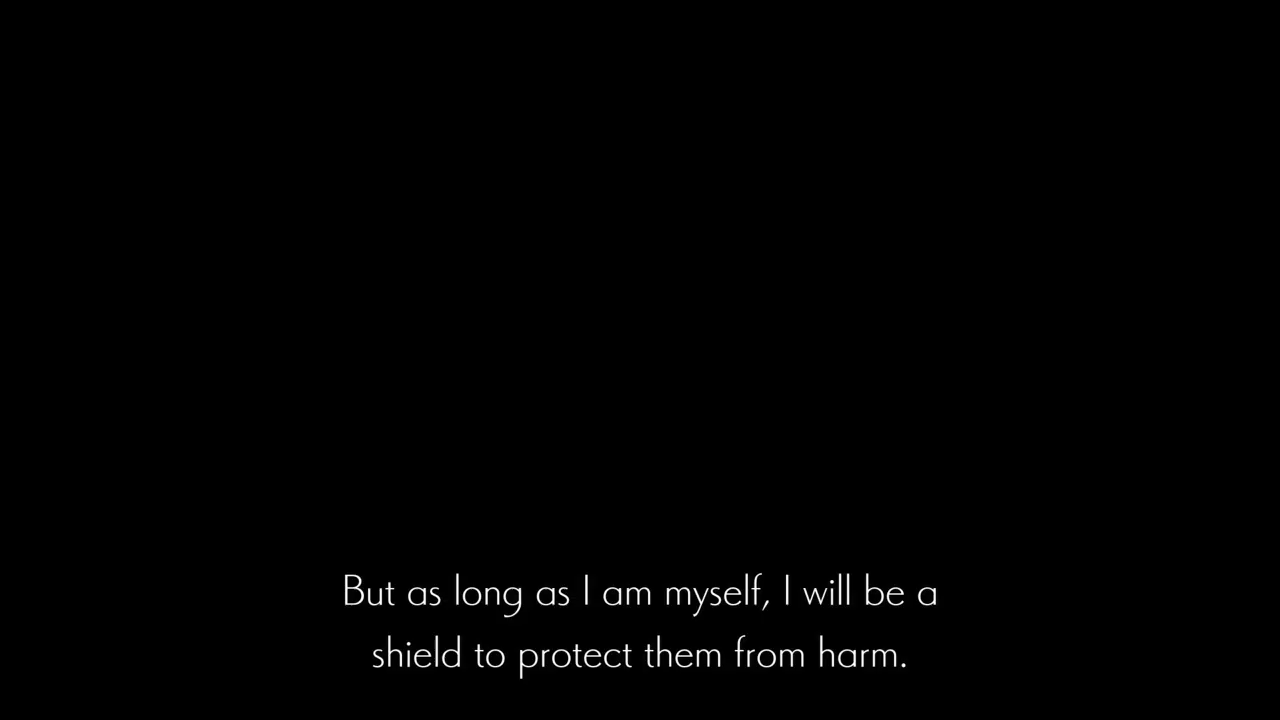 But as long as I am myself, I will be a
shield to protect them from harm.